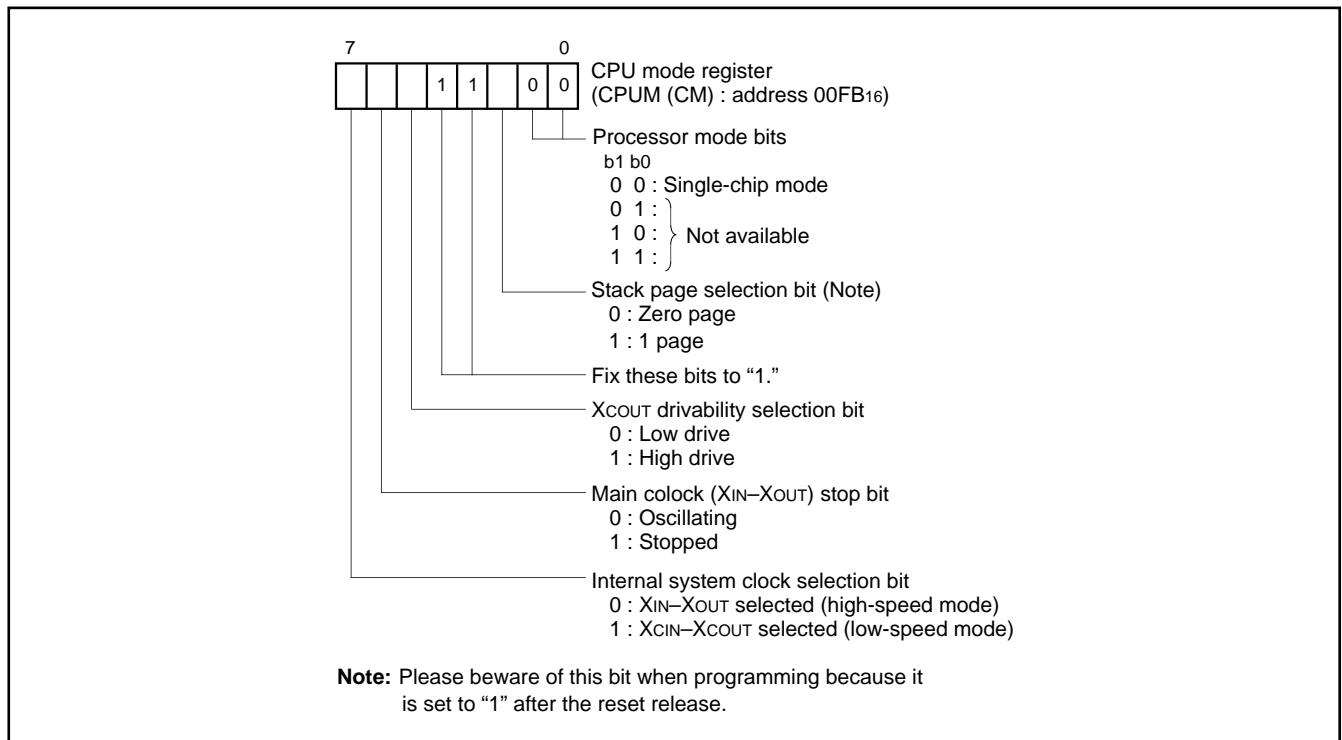 7 0
1 1 0 0
CPU mode register
(CPUM (CM) : address 00FB16)
Processor mode bits
b1 b0
0 0 : Single-chip mode
0 1 :
1 0 :
Not available
1 1 :
Stack page selection bit (Note)
0 : Zero page
1 : 1 page
Fix these bits to “1.”
XCOUT drivability selection bit
0 : Low drive
1 : High drive
Main colock (XIN–XOUT) stop bit
0 : Oscillating
1 : Stopped
Internal system clock selection bit
0 : XIN–XOUT selected (high-speed mode)
1 : XCIN–XCOUT selected (low-speed mode)
Note: Please beware of this bit when programming because it
is set to “1” after the reset release.